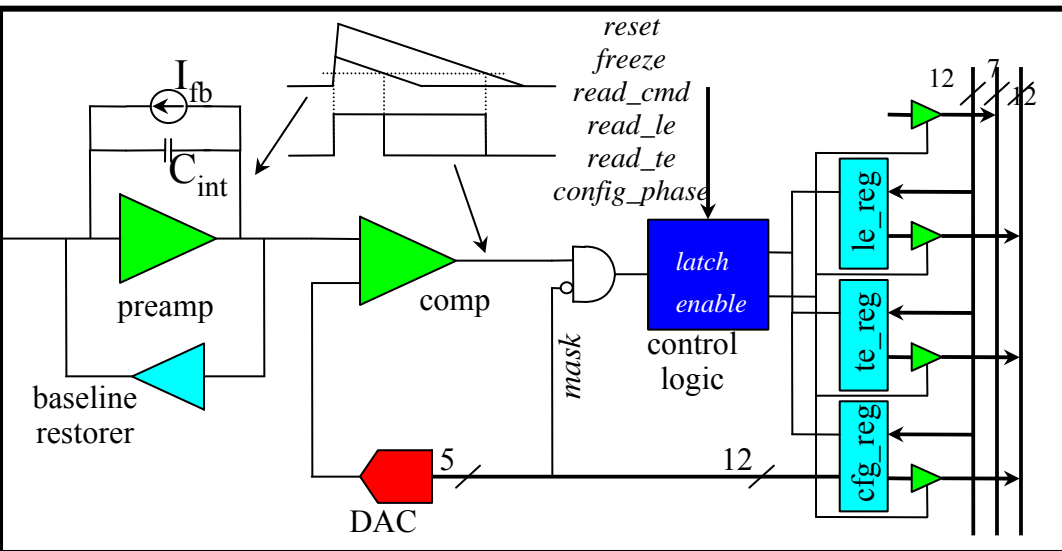 reset
freeze
read_cmd
read_le
read_te
config_phase
I fb
C int
preamp
baseline
restorer
comp
mask
latch
enable
control
logic
DAC
5
12
12
7
12
le_reg
te_reg
cfg_reg